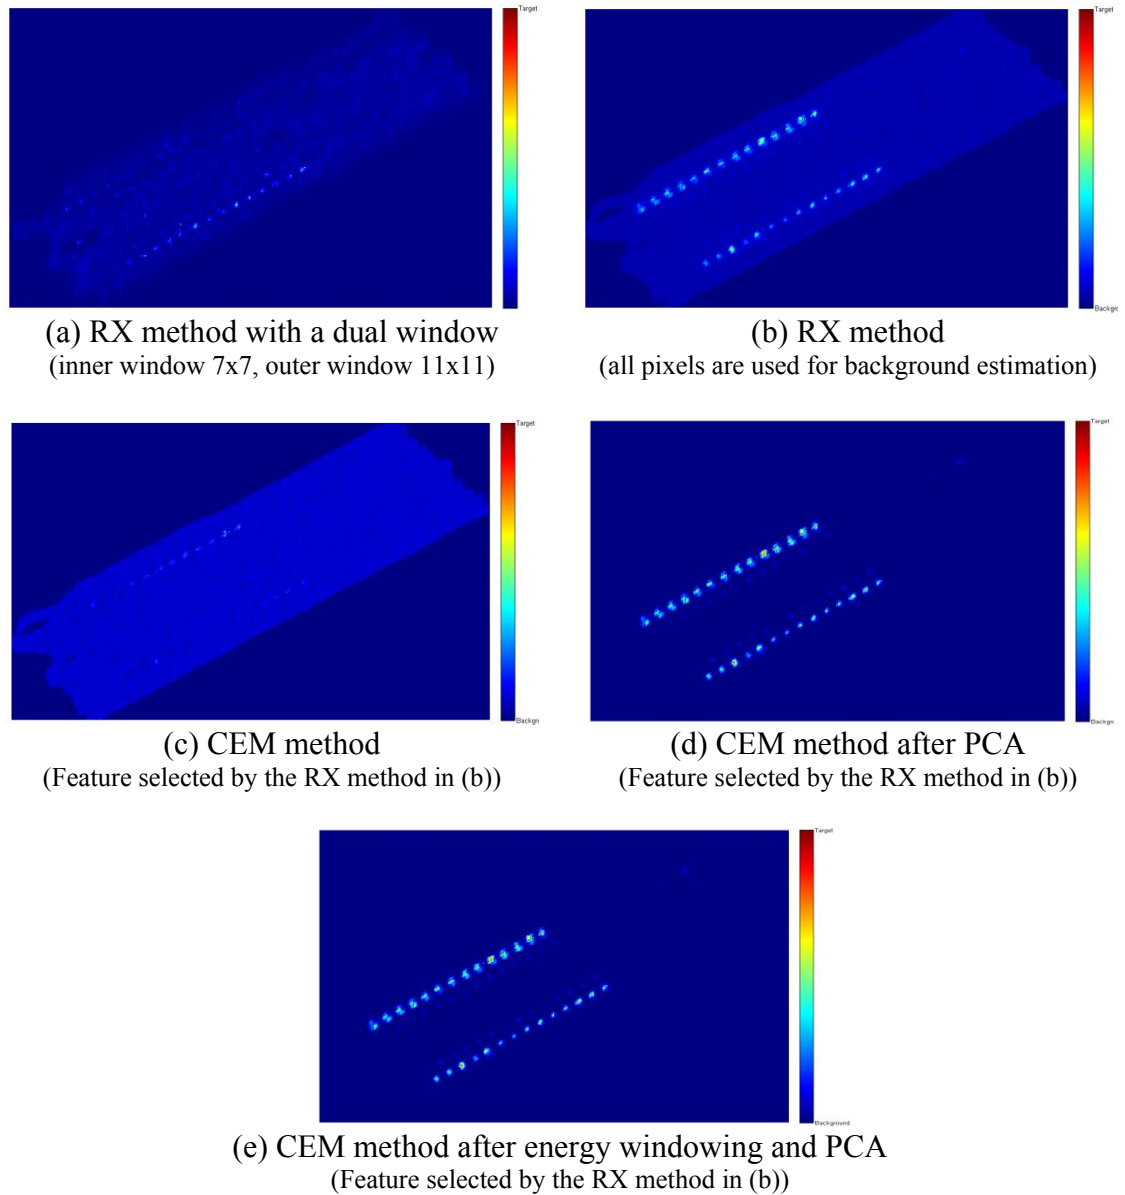 Target
Target
Backgrc
(a) RX method with a dual window
(inner window 7x7, outer window 11x11)
(b) RX method
(all pixels are used for background estimation)
Target
Target
Backgn
Backgrc
(c) CEM method
(Feature selected by the RX method in (b))
(d) CEM method after PCA
(Feature selected by the RX method in (b))
Target
Background
(e) CEM method after energy windowing and PCA
(Feature selected by the RX method in (b))